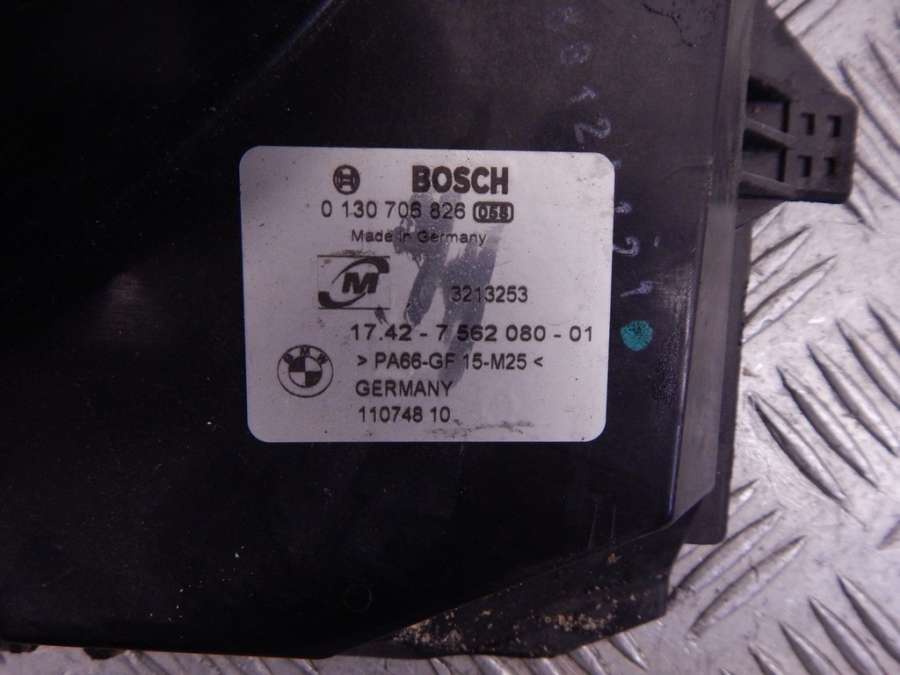 BOSCH
0 130 706 826 058
Made in Germany
M
3213253
17.42 - 7 562 080 - 01
BMW
> PA66-GF 15-M25 <
GERMANY
110748 10